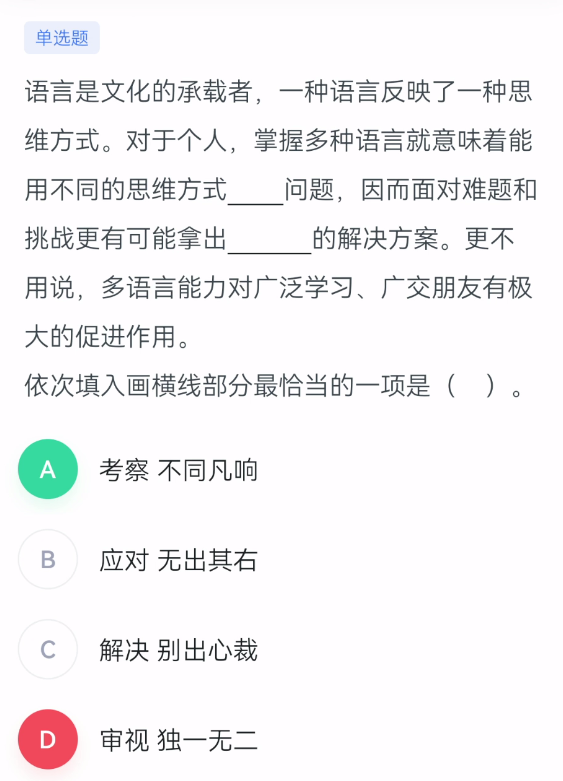 单选题
语言是文化的承载者，一种语言反映了一种思
维方式。对于个人，掌握多种语言就意味着能
用不同的思维方式____问题，因而面对难题和
挑战更有可能拿出______的解决方案。更不
用说，多语言能力对广泛学习、广交朋友有极
大的促进作用。
依次填入画横线部分最恰当的一项是（ ）。
A 考察 不同凡响
B 应对 无出其右
C 解决 别出心裁
D 审视 独一无二